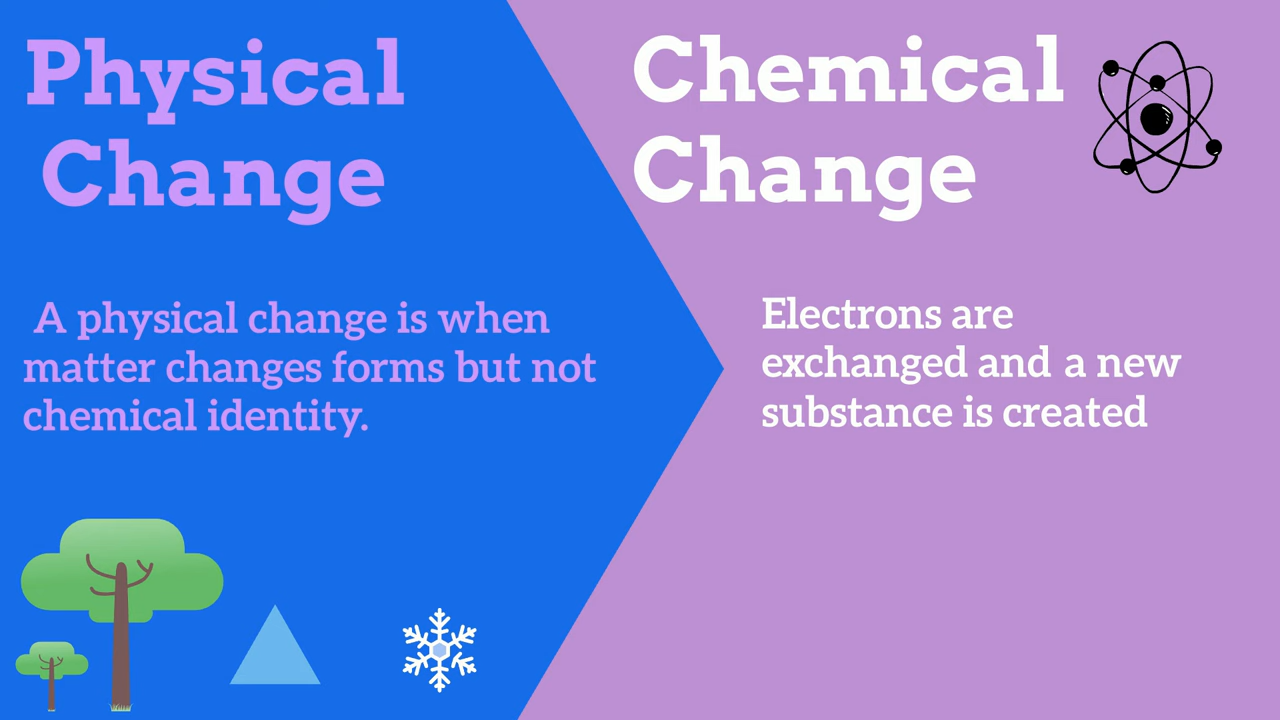 Physical
Change
A physical change is when
matter changes forms but not
chemical identity.
Chemical
Change
Electrons are
exchanged and a new
substance is created